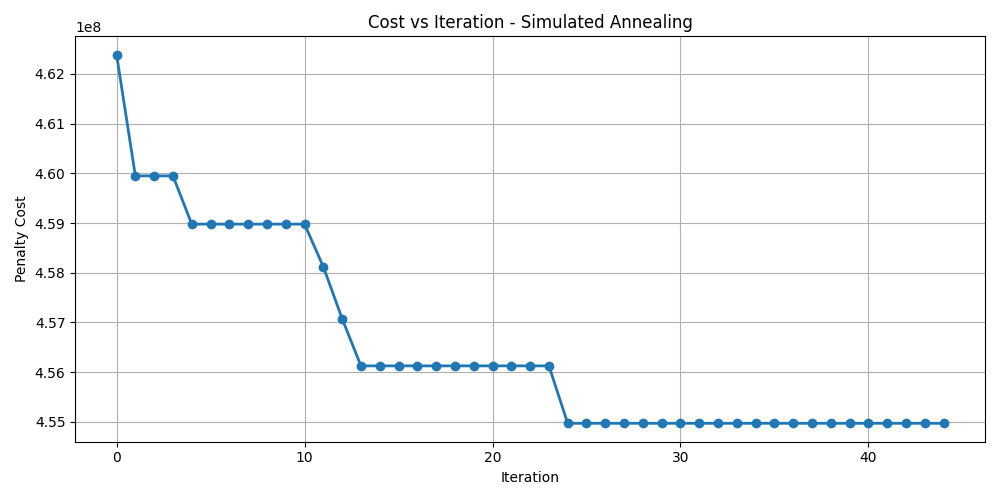 Cost vs Iteration - Simulated Annealing
1e8
4.62
4.61
4.60
4.59
4.58
4.57
4.56
4.55
Penalty Cost
0 10 20 30 40
Iteration